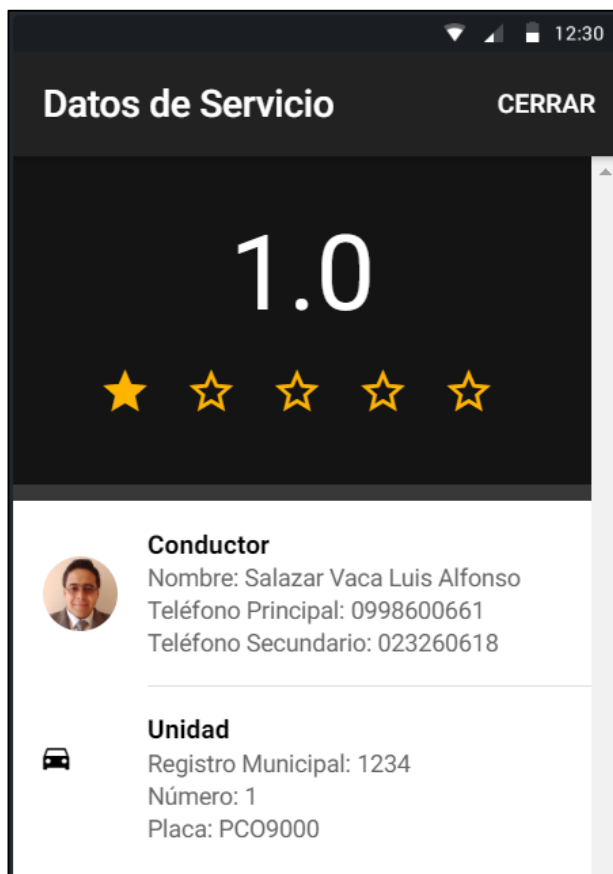 12:30
Datos de Servicio CERRAR
1.0
Conductor
Nombre: Salazar Vaca Luis Alfonso
Teléfono Principal: 0998600661
Teléfono Secundario: 023260618
Unidad
Registro Municipal: 1234
Número: 1
Placa: PCO9000